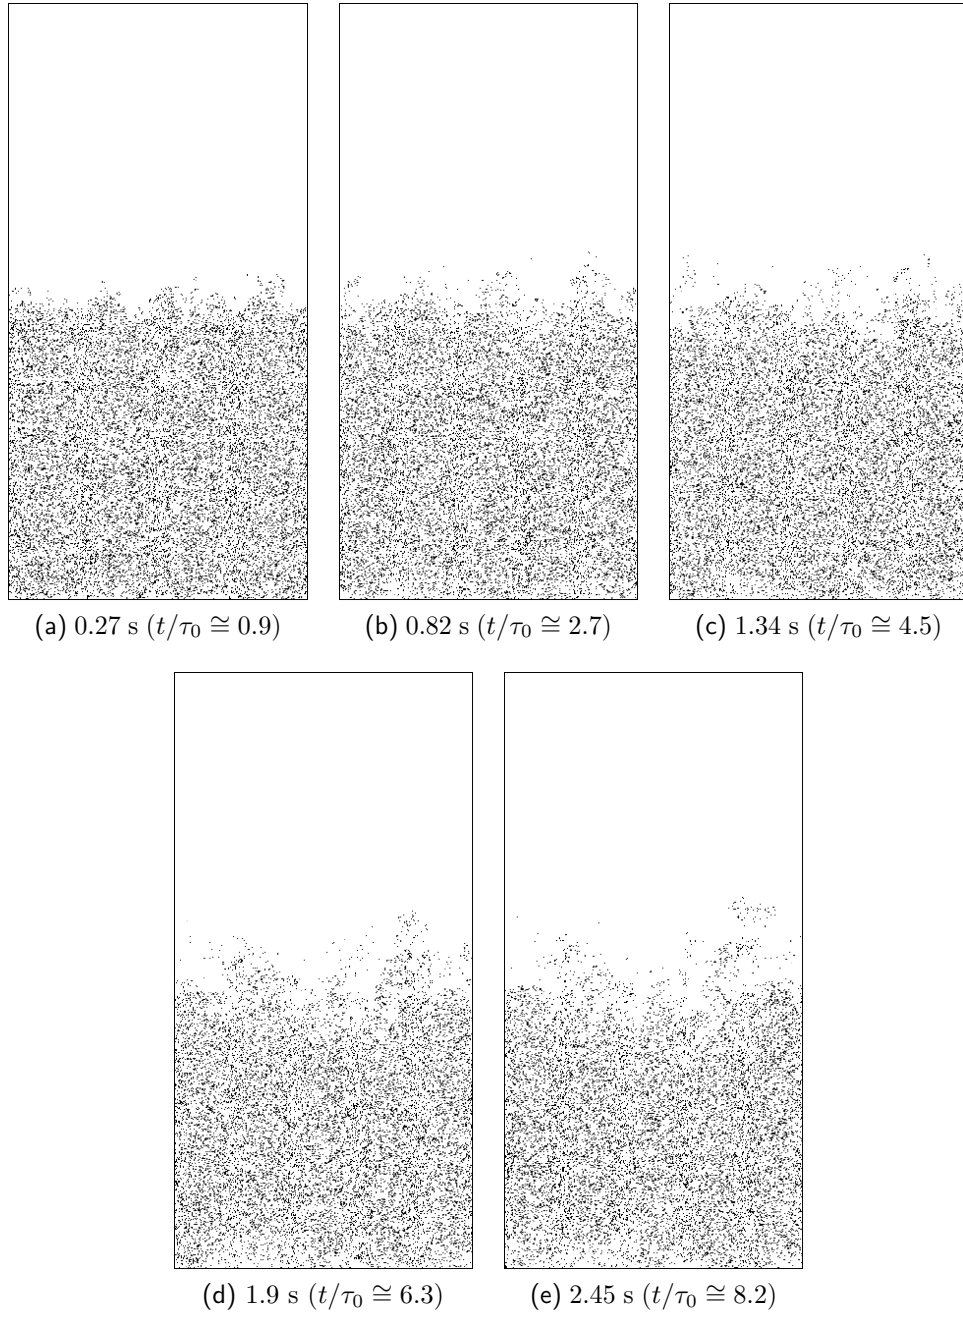 (a) 0.27 s (t/τ₀ ≅ 0.9)
(b) 0.82 s (t/τ₀ ≅ 2.7)
(c) 1.34 s (t/τ₀ ≅ 4.5)
(d) 1.9 s (t/τ₀ ≅ 6.3)
(e) 2.45 s (t/τ₀ ≅ 8.2)